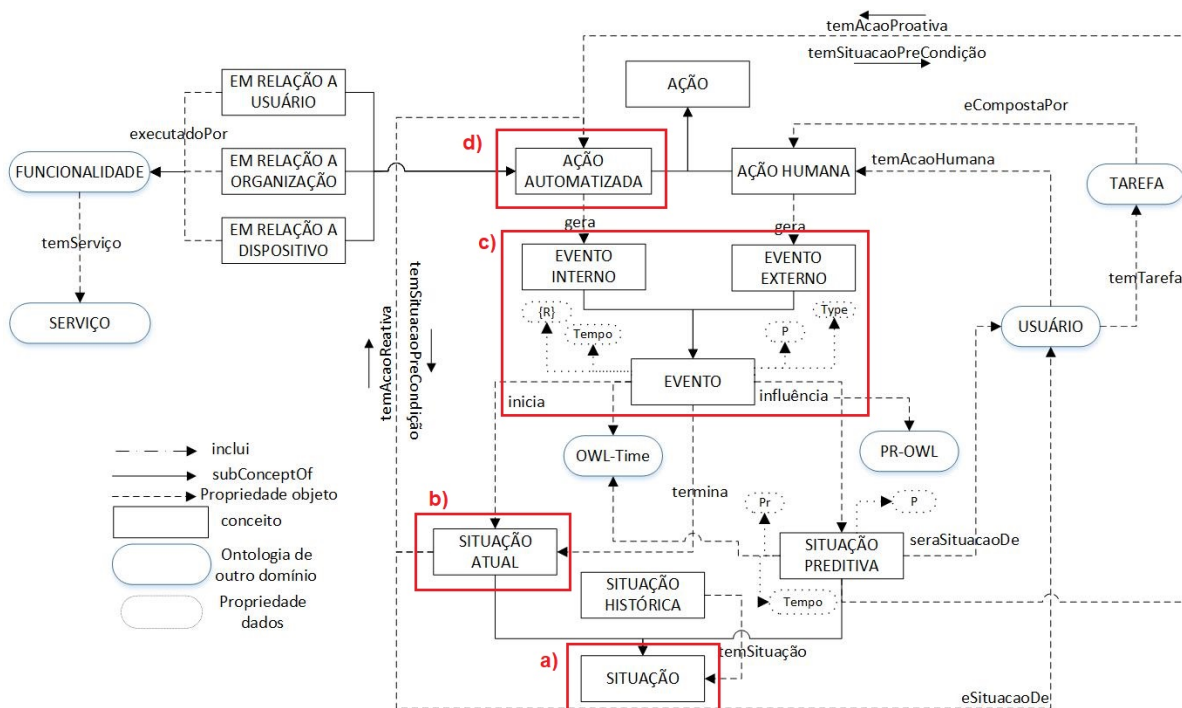 temAcaoProativa
temSituacaoPreCondição
EM RELAÇÃO A
USUÁRIO
AÇÃO
eCompostaPor
executadoPor
d)
FUNCIONALIDADE
EM RELAÇÃO A
ORGANIZAÇÃO
AÇÃO
AUTOMATIZADA
AÇÃO HUMANA
temAcaoHumana
TAREFA
temServiço
EM RELAÇÃO A
DISPOSITIVO
gera
gera
c)
EVENTO
INTERNO
EVENTO
EXTERNO
temTarefa
SERVIÇO
temAcaoRentiva
temSituacaoPreCondição
{R}
Tempo
P
Type
USUÁRIO
EVENTO
inicia
influência
OWL-Time
PR-OWL
inclui
subConceptOf
Propriedade objeto
conceito
Ontologia de
outro domínio
Propriedade
dados
termina
b)
SITUAÇÃO
ATUAL
Pr
P
SITUAÇÃO
PREDITIVA
seraSituacaoDe
SITUAÇÃO
HISTÓRICA
Tempo
temSituação
a)
SITUAÇÃO
eSituacaoDe